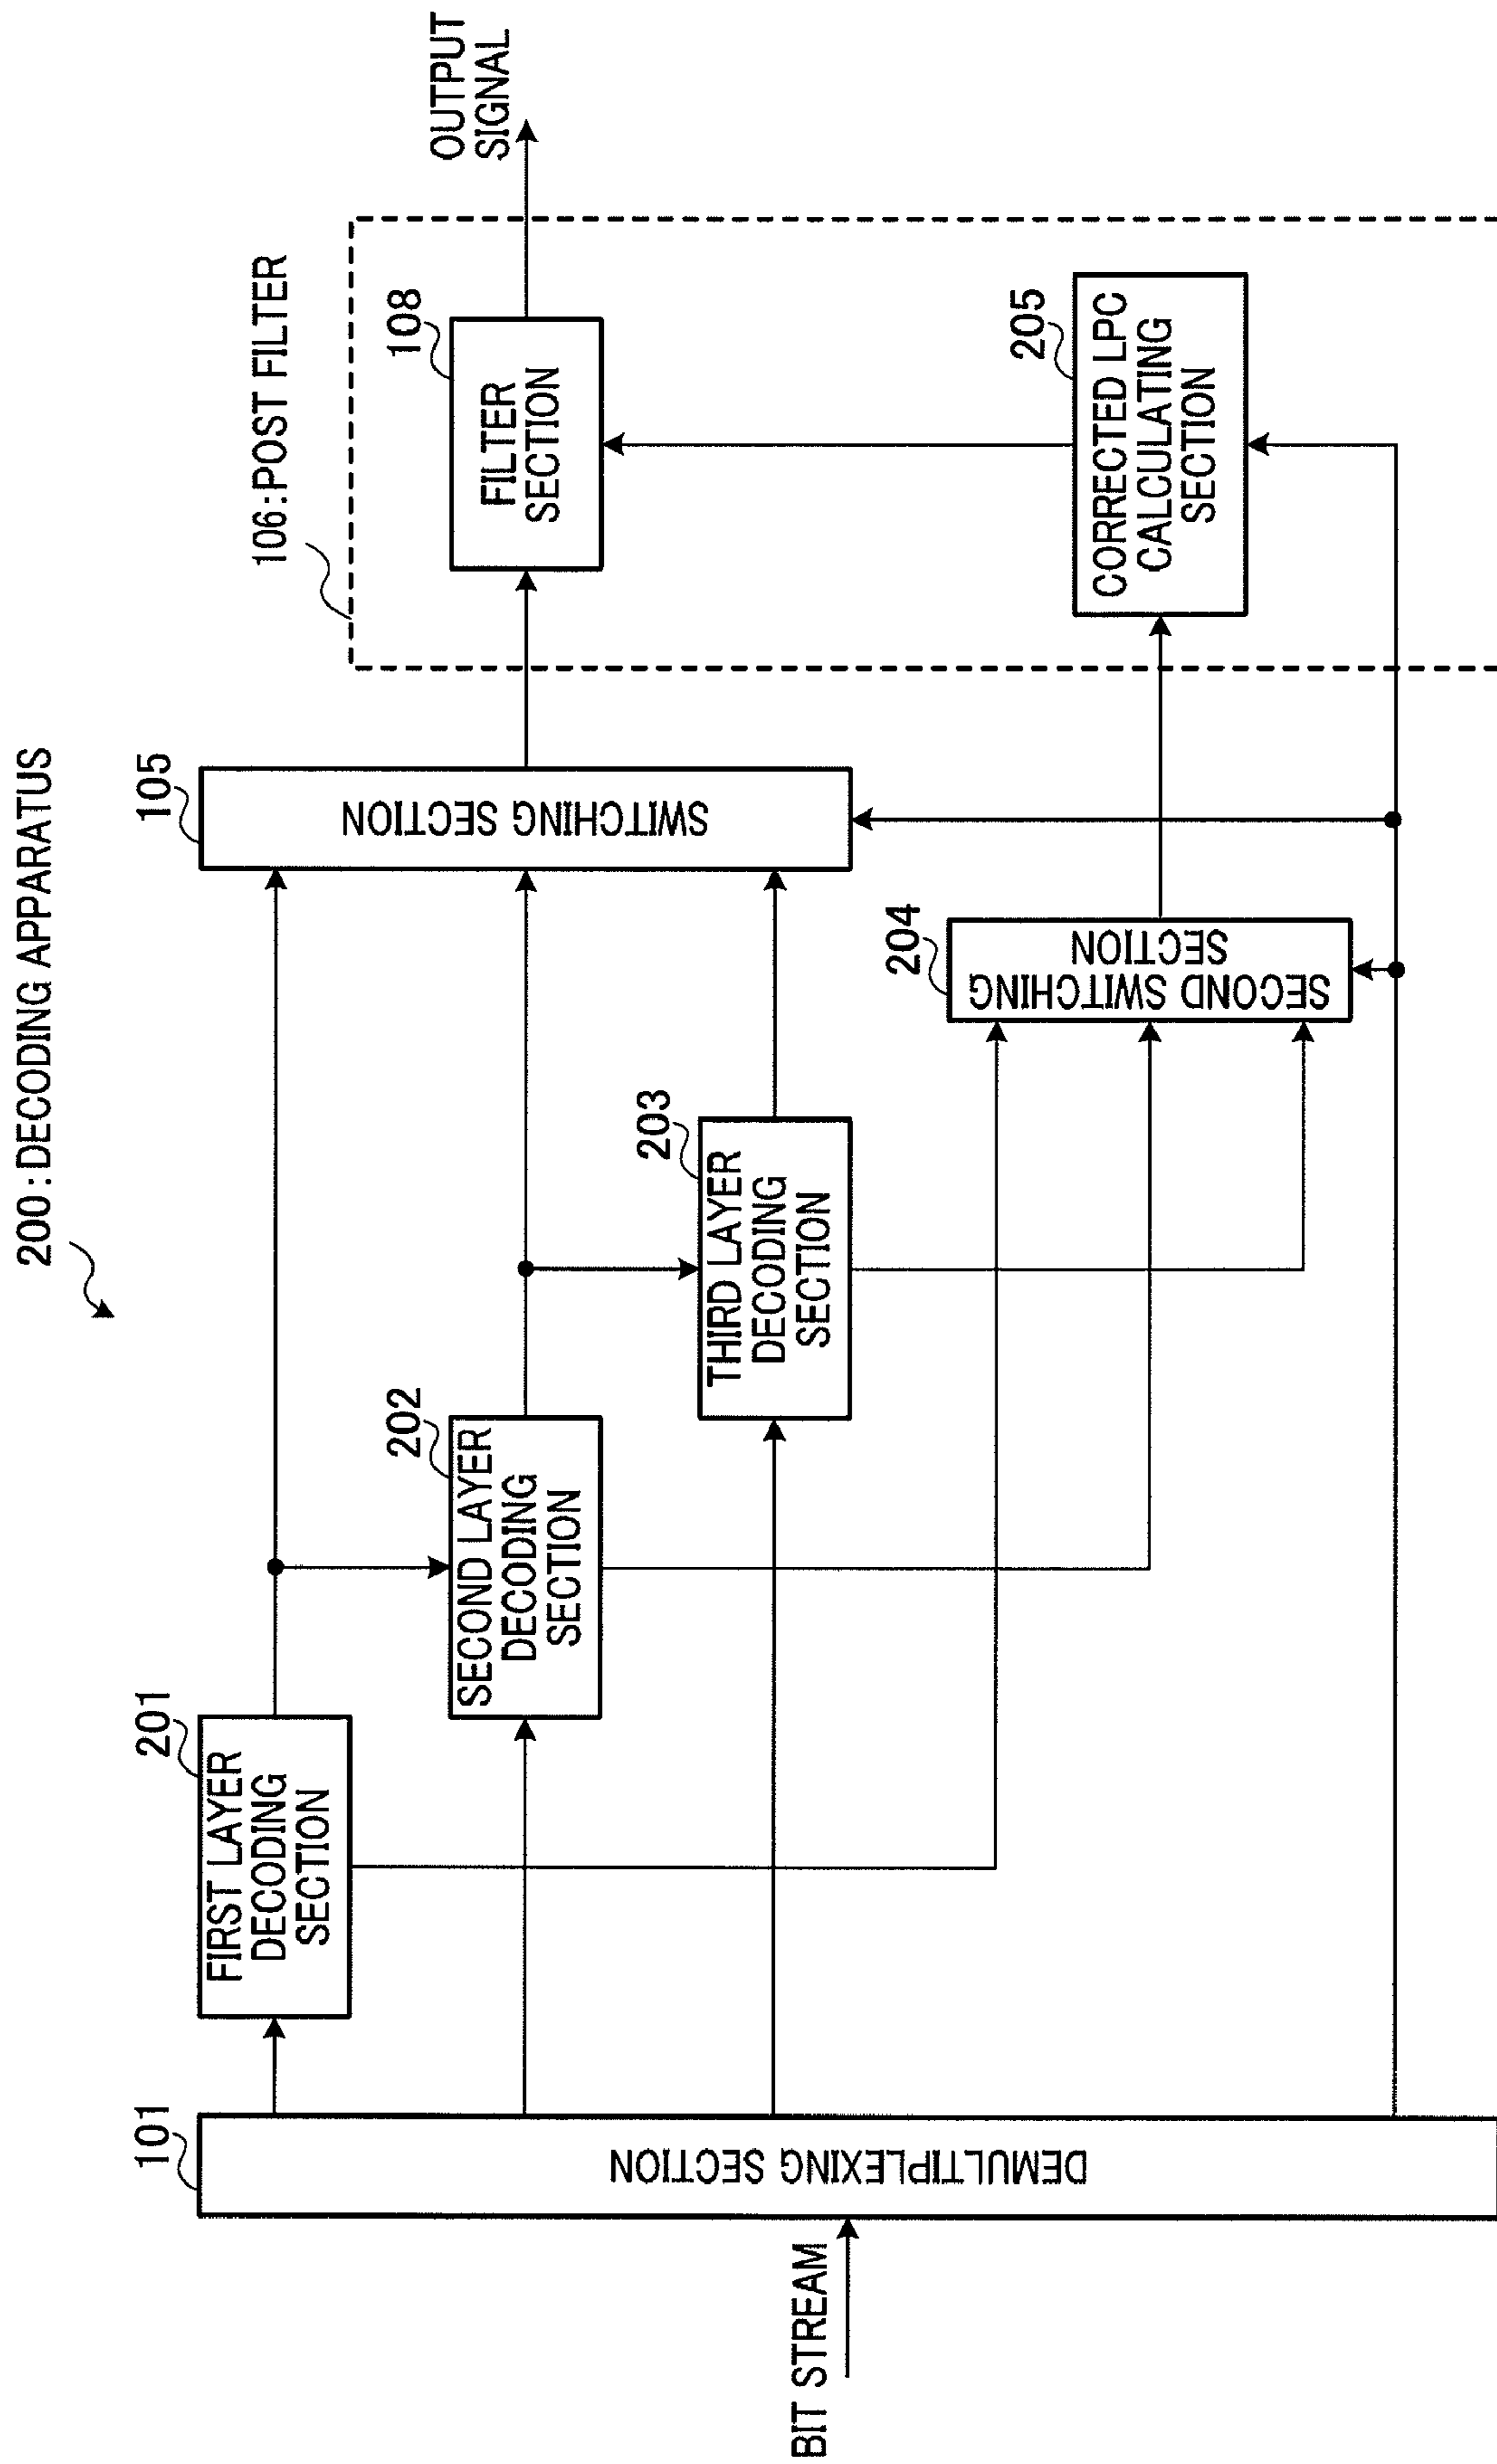 200:DECODING APPARATUS
BIT STREAM
101
DEMULTIPLEXING SECTION
201
FIRST LAYER
DECODING
SECTION
202
SECOND LAYER
DECODING
SECTION
203
THIRD LAYER
DECODING
SECTION
204
SECOND SWITCHING
SECTION
105
SWITCHING SECTION
106:POST FILTER
108
FILTER
SECTION
205
CORRECTED LPC
CALCULATING
SECTION
OUTPUT
SIGNAL